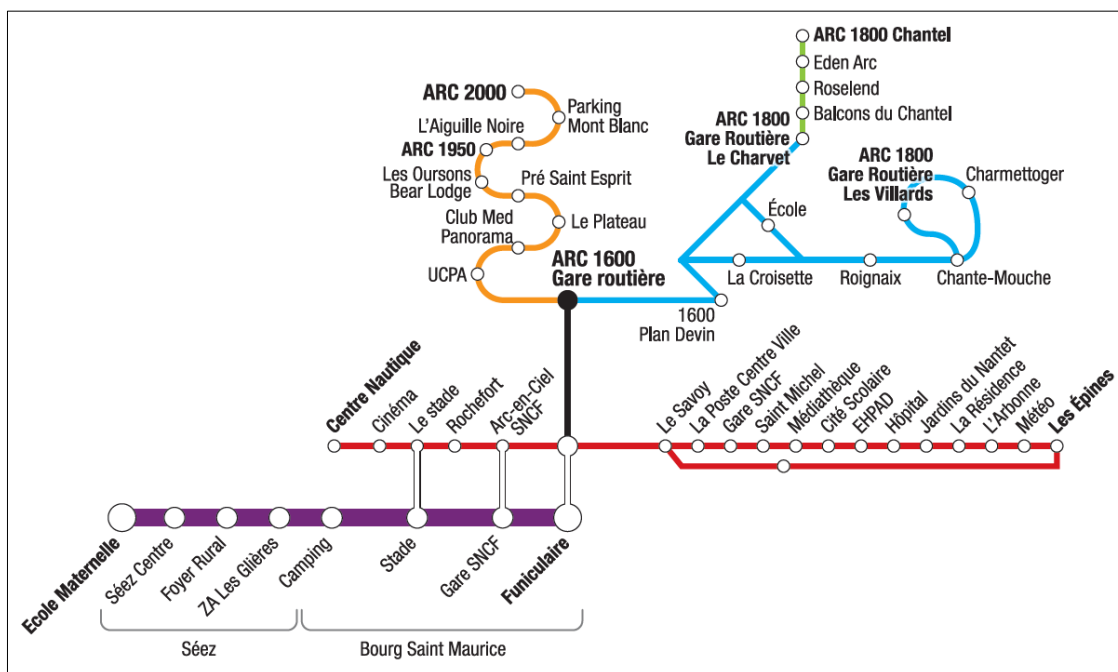 ARC 1800 Chantel
Eden Arc
Roselend
Balcons du Chantel
ARC 2000
Parking
Mont Blanc
L'Aiguille Noire
ARC 1950
Les Oursons
Bear Lodge
Pré Saint Esprit
Club Med
Panorama
Le Plateau
UCPA
ARC 1600
Gare routière
ARC 1800
Gare Routière
Le Charvet
ARC 1800
Gare Routière
Les Villards
Charmettoger
École
La Croisette
Roignaix
Chante-Mouche
1600
Plan Devin
Centre Nautique
Cinéma
Le stade
Rochefort
Arc-en-Ciel
SNCF
Le Savoy
La Poste Centre Ville
Gare SNCF
Saint Michel
Médiathèque
Cité Scolaire
EHPAD
Hôpital
Jardins du Nantet
La Résidence
L'Arbonne
Météo
Les Épines
Ecole Maternelle
Séez Centre
Foyer Rural
ZA Les Glières
Camping
Stade
Gare SNCF
Funiculaire
Séez
Bourg Saint Maurice